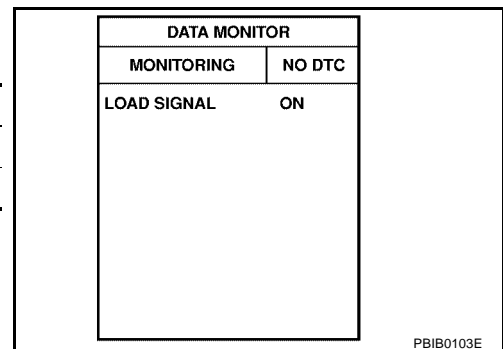 DATA MONITOR
MONITORING NO DTC
LOAD SIGNAL ON
PBIB0103E